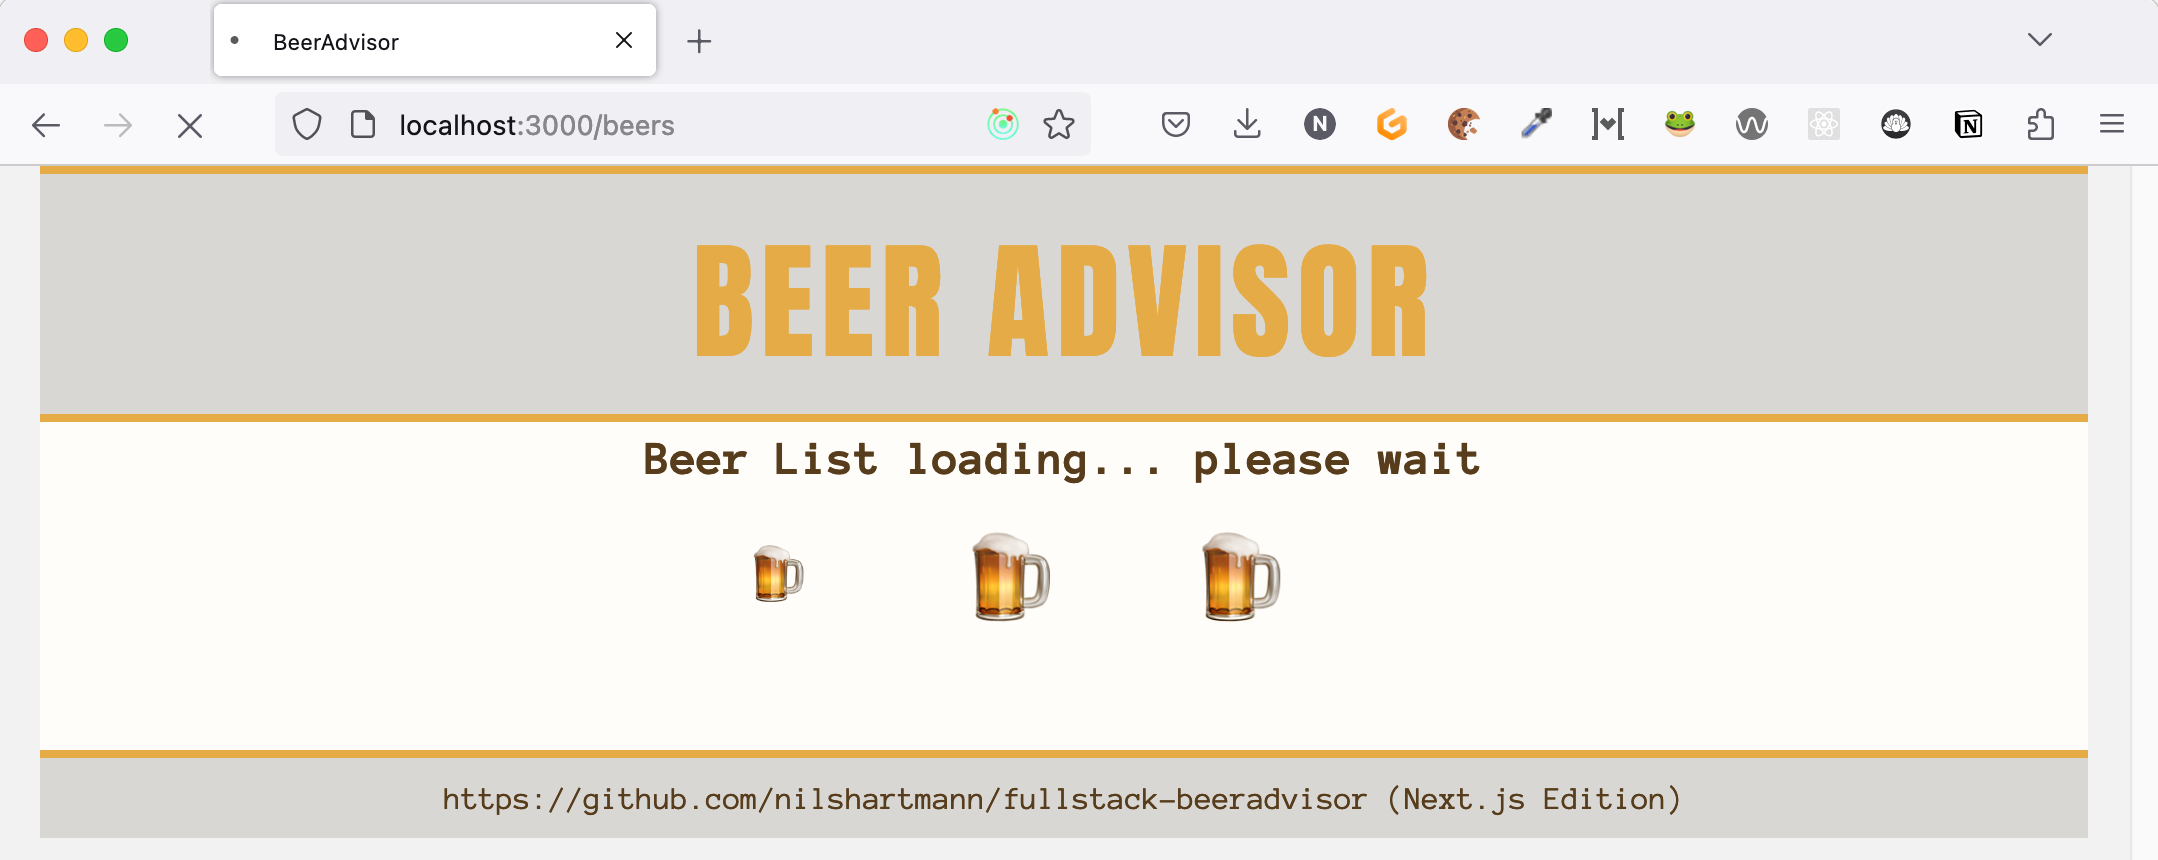 BeerAdvisor
localhost:3000/beers
N
N
BEER ADVISOR
Beer List loading... please wait
https://github.com/nilshartmann/fullstack-beeradvisor (Next.js Edition)